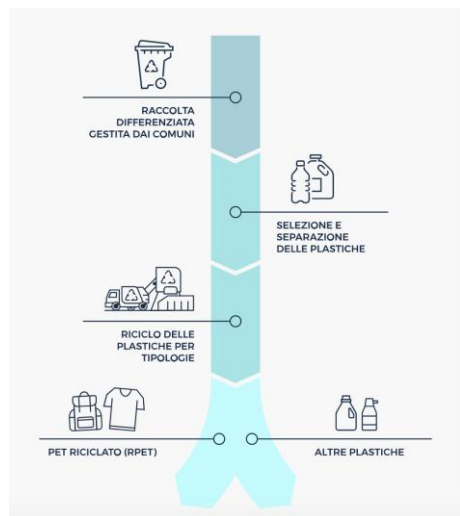 RACCOLTA
DIFFERENZIATA
GESTITA DAI COMUNI
SELEZIONE E
SEPARAZIONE
DELLE PLASTICHE
RICICLO DELLE
PLASTICHE PER
TIPOLOGIE
PET RICICLATO (RPET)
ALTRE PLASTICHE